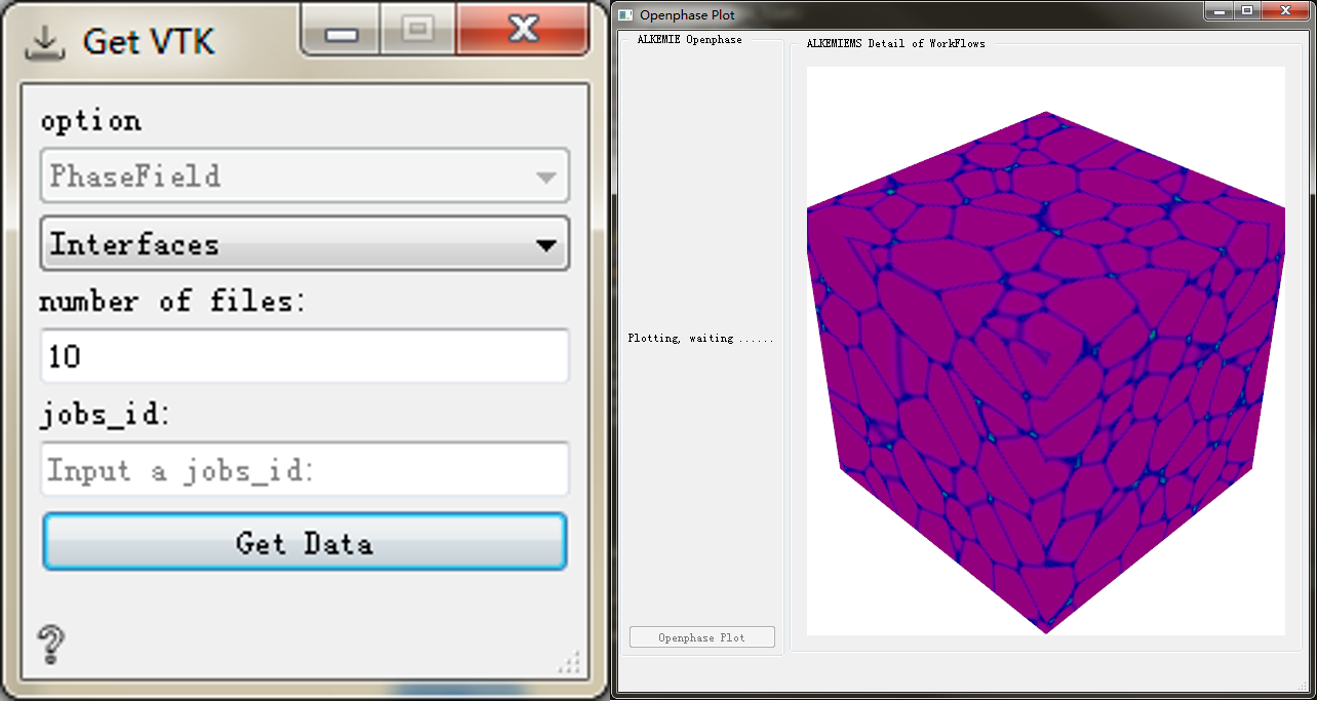 Get VTK
option
PhaseField
Interfaces
number of files:
10
jobs_id:
Input a jobs_id:
Get Data
Openphase Plot
ALKEMIE Openphase
ALKEMIEMS Detail of WorkFlows
Plotting, waiting ......
Openphase Plot